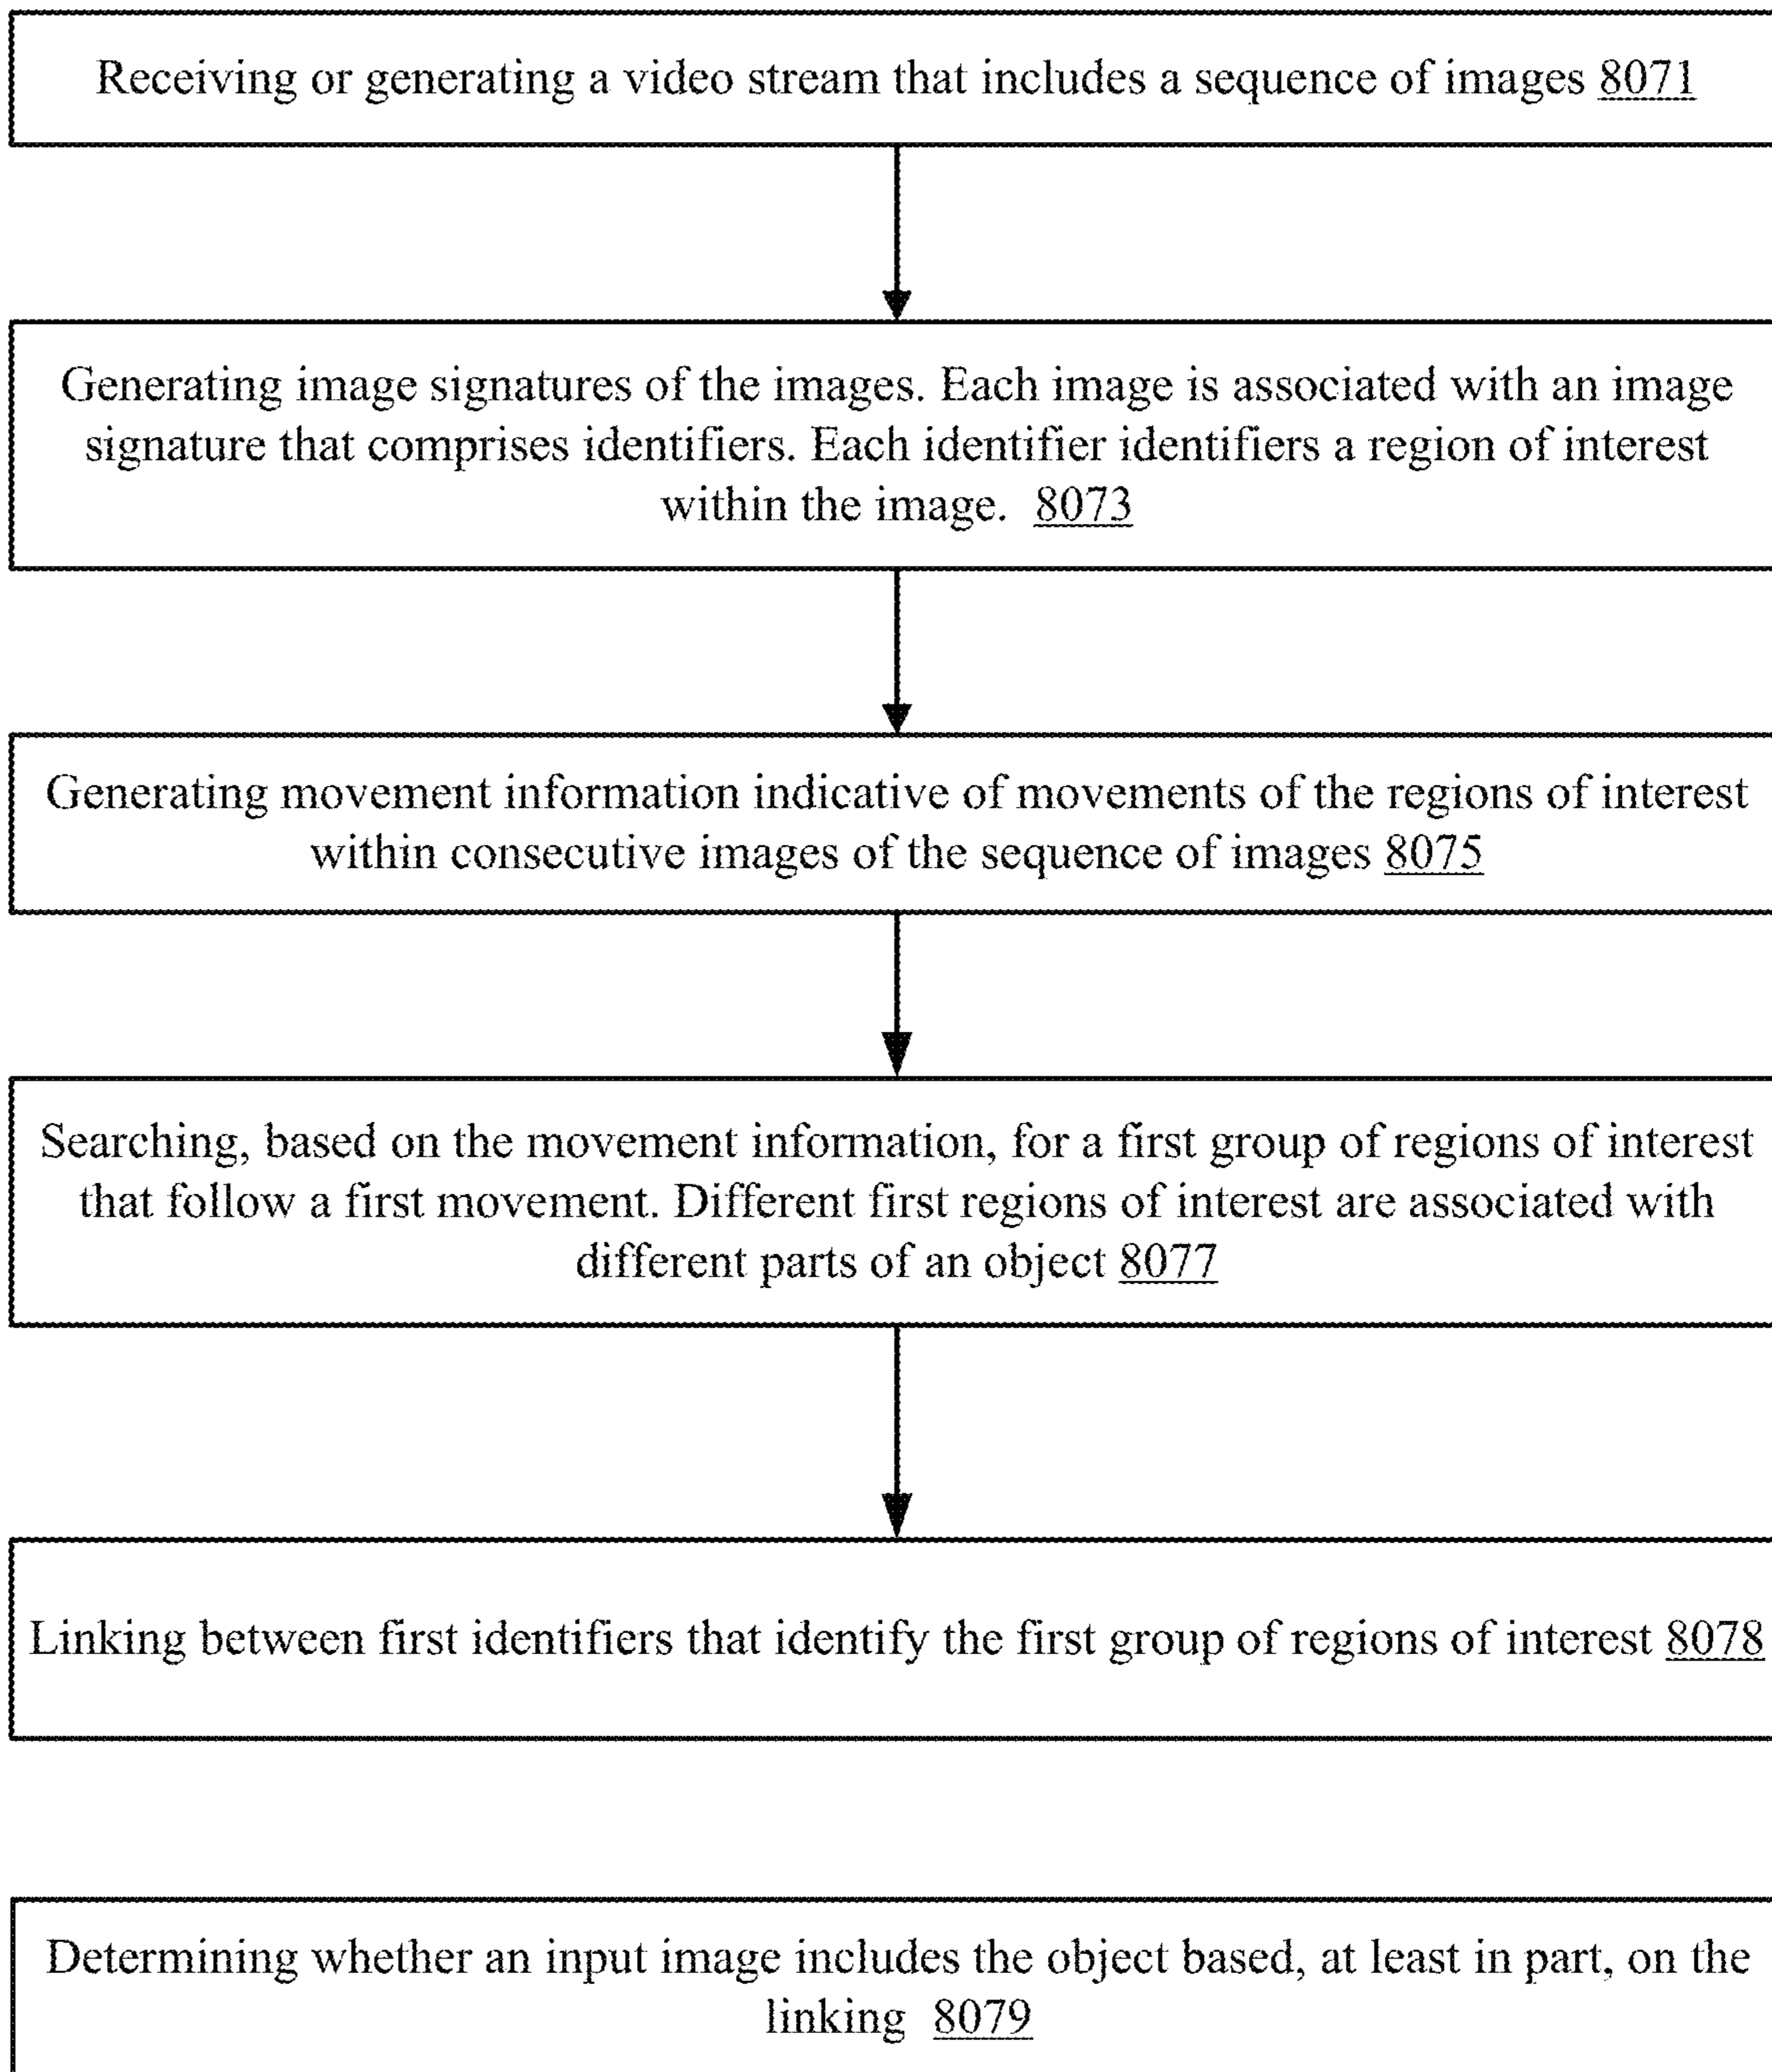 Receiving or generating a video stream that includes a sequence of images 8071
Generating image signatures of the images. Each image is associated with an image
signature that comprises identifiers. Each identifier identifiers a region of interest
within the image. 8073
Generating movement information indicative of movements of the regions of interest
within consecutive images of the sequence of images 8075
Searching, based on the movement information, for a first group of regions of interest
that follow a first movement. Different first regions of interest are associated with
different parts of an object 8077
Linking between first identifiers that identify the first group of regions of interest 8078
Determining whether an input image includes the object based, at least in part, on the
linking 8079